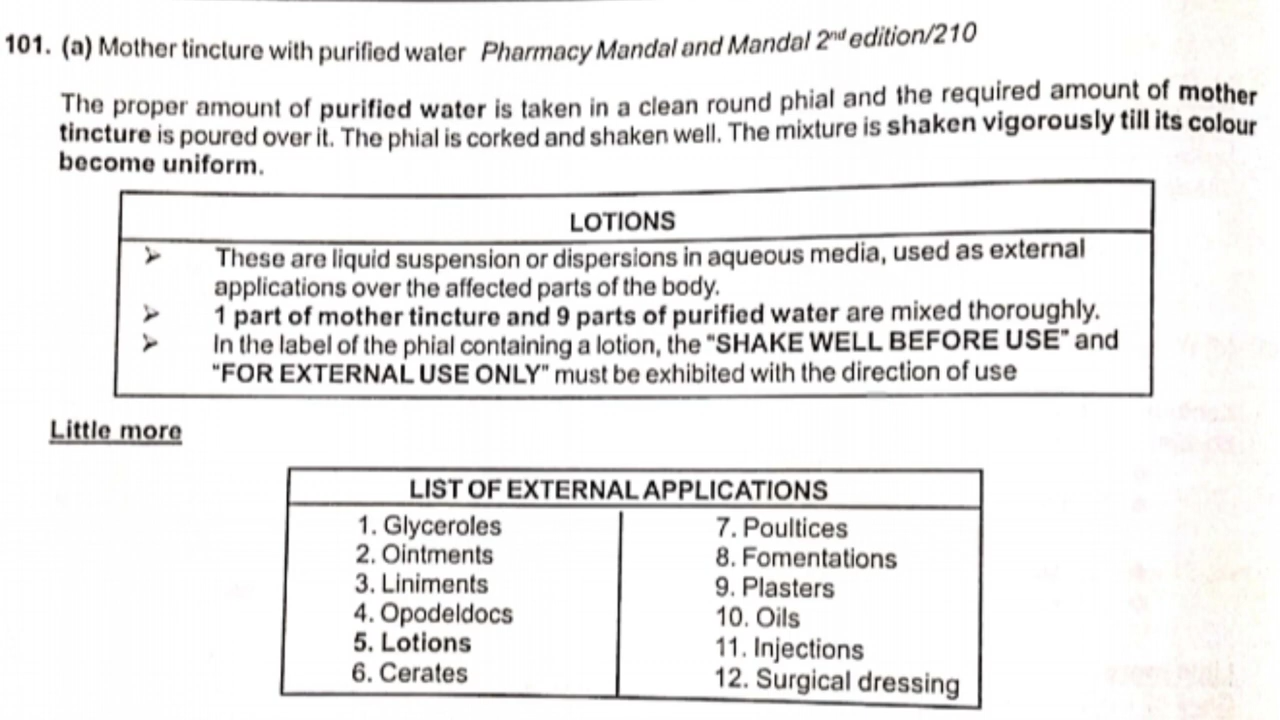 101. (a) Mother tincture with purified water Pharmacy Mandal and Mandal 2nd edition/210
The proper amount of purified water is taken in a clean round phial and the required amount of mother
tincture is poured over it. The phial is corked and shaken well. The mixture is shaken vigorously till its colour
become uniform.
LOTIONS
➢ These are liquid suspension or dispersions in aqueous media, used as external
applications over the affected parts of the body.
➢ 1 part of mother tincture and 9 parts of purified water are mixed thoroughly.
➢ In the label of the phial containing a lotion, the "SHAKE WELL BEFORE USE" and
"FOR EXTERNAL USE ONLY" must be exhibited with the direction of use
Little more
LIST OF EXTERNAL APPLICATIONS
1. Glyceroles
2. Ointments
3. Liniments
4. Opodeldocs
5. Lotions
6. Cerates
7. Poultices
8. Fomentations
9. Plasters
10. Oils
11. Injections
12. Surgical dressing